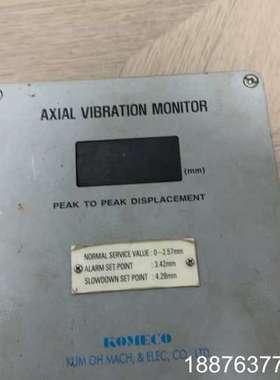 AXIAL VIBRATION MONITOR
(mm)
PEAK TO PEAK DISPLACEMENT
NORMAL SERVICE VALUE : 0~2.57mm
ALARM SET POINT : 3.42mm
SLOWDOWN SET POINT : 4.28mm
KOMECO
KUM OH MACH, & ELEC, CO., LTD
18876377